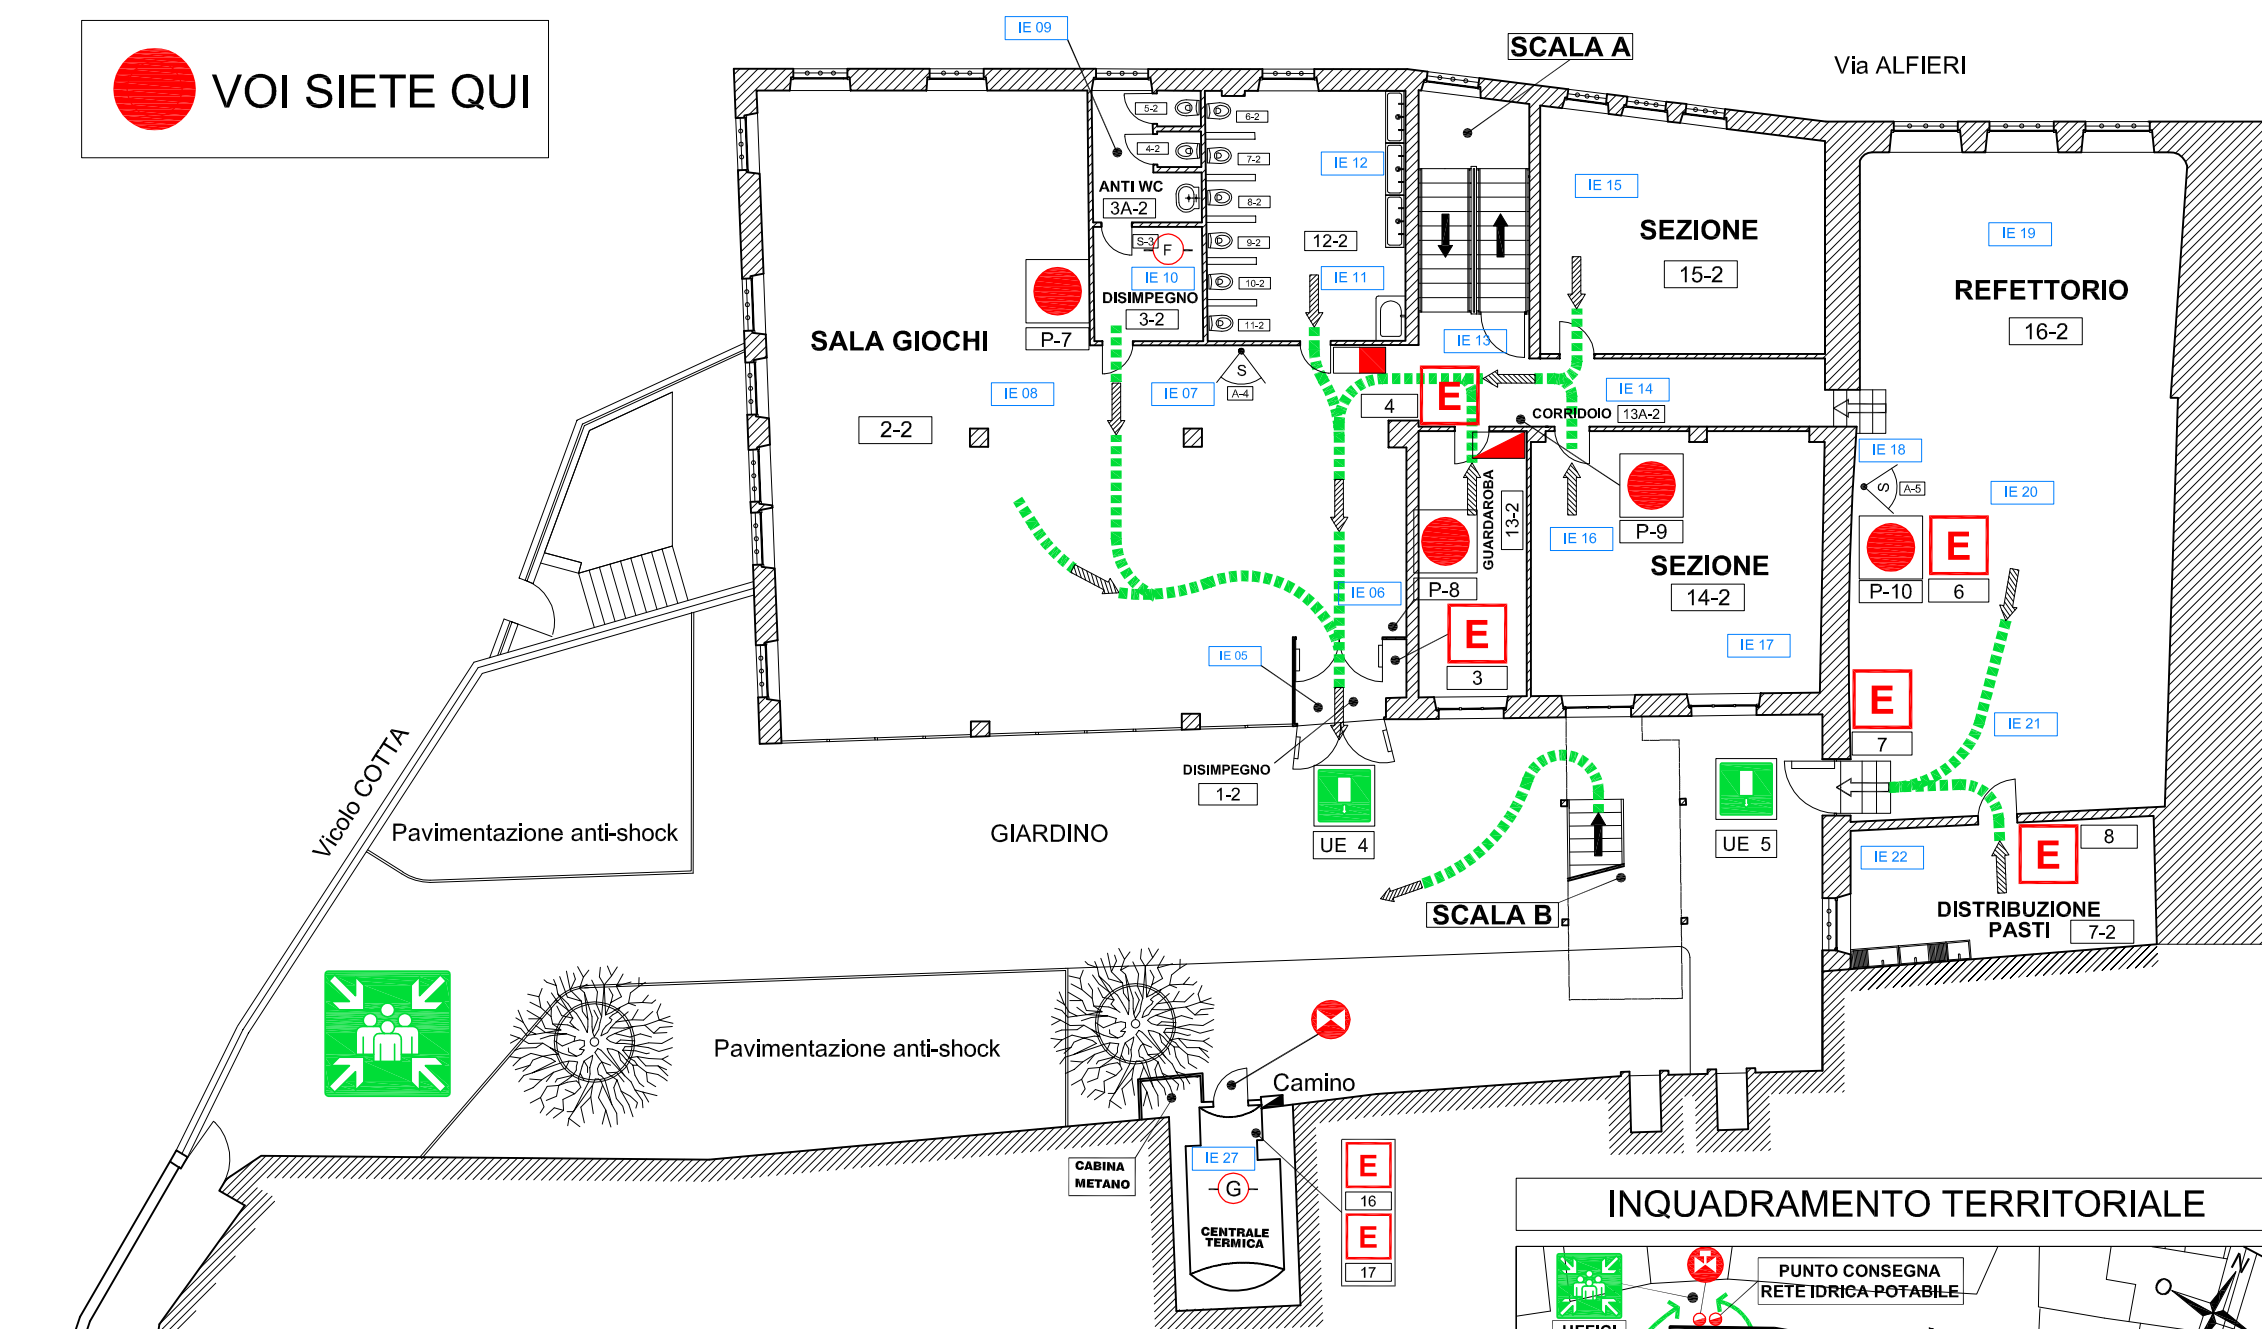 VOI SIETE QUI
IE 09
SCALA A
Via ALFIERI
5-2
4-2
ANTI WC
3A-2
S-3
F
IE 10
DISIMPEGNO
3-2
6-2
7-2
8-2
9-2
10-2
11-2
IE 12
12-2
IE 11
IE 13
IE 15
SEZIONE
15-2
IE 19
REFETTORIO
16-2
SALA GIOCHI
P-7
IE 08
IE 07
S
A-4
2-2
4
E
IE 14
CORRIDOIO
13A-2
IE 18
S
A-5
IE 20
GUARDAROBA
13-2
P-8
P-9
IE 16
SEZIONE
14-2
IE 17
P-10
E
6
IE 06
IE 05
E
3
E
7
IE 21
DISIMPEGNO
1-2
UE 4
UE 5
Vicolo COTTA
Pavimentazione anti-shock
GIARDINO
SCALA B
IE 22
E
8
DISTRIBUZIONE
PASTI
7-2
Pavimentazione anti-shock
Camino
CABINA
METANO
IE 27
G
CENTRALE
TERMICA
E
16
E
17
INQUADRAMENTO TERRITORIALE
PUNTO CONSEGNA
RETE IDRICA POTABILE
UFFICI
N
O